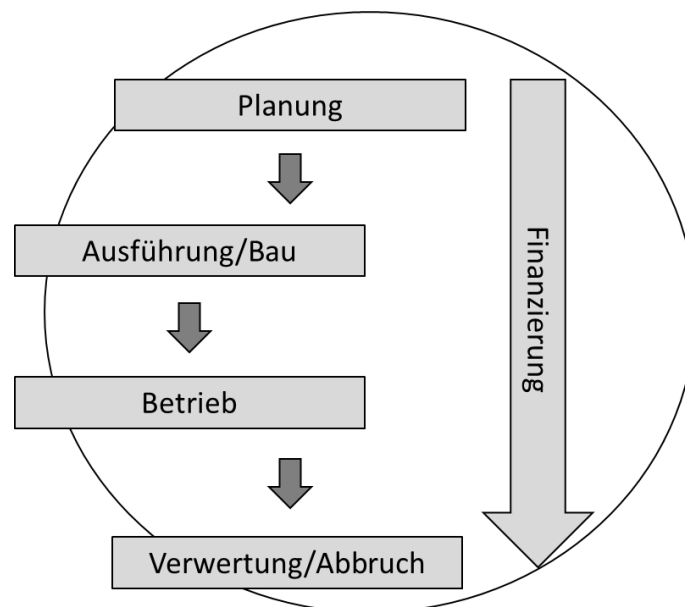 Planung
Ausführung/Bau
Betrieb
Verwertung/Abbruch
Finanzierung